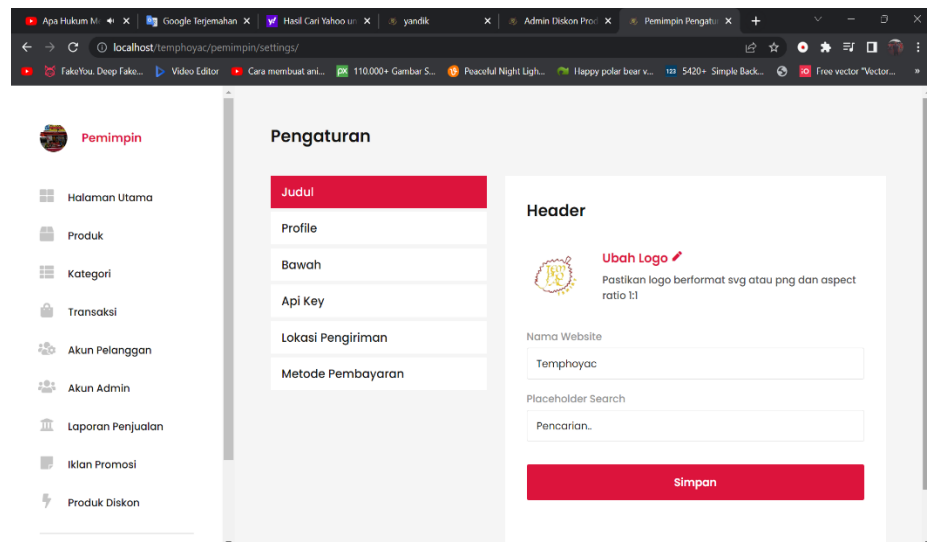 Apa Hukum Me
Google Terjemahan
Hasil Cari Yahoo un
yandik
Admin Diskon Prod
Pemimpin Pengatur
localhost/temphoyac/pemimpin/settings/
FakeYou. Deep Fake...
Video Editor
Cara membuat ani...
110.000+ Gambar S...
Peaceful Night Ligh...
Happy polar bear v...
123
5420+ Simple Back...
Free vector "Vector...
»
Pemimpin
Halaman Utama
Produk
Kategori
Transaksi
Akun Pelanggan
Akun Admin
Laporan Penjualan
Iklan Promosi
Produk Diskon
Pengaturan
Judul
Profile
Bawah
Api Key
Lokasi Pengiriman
Metode Pembayaran
Header
Ubah Logo
Pastikan logo berformat svg atau png dan aspect
ratio 1:1
Nama Website
Temphoyac
Placeholder Search
Pencarian..
Simpan